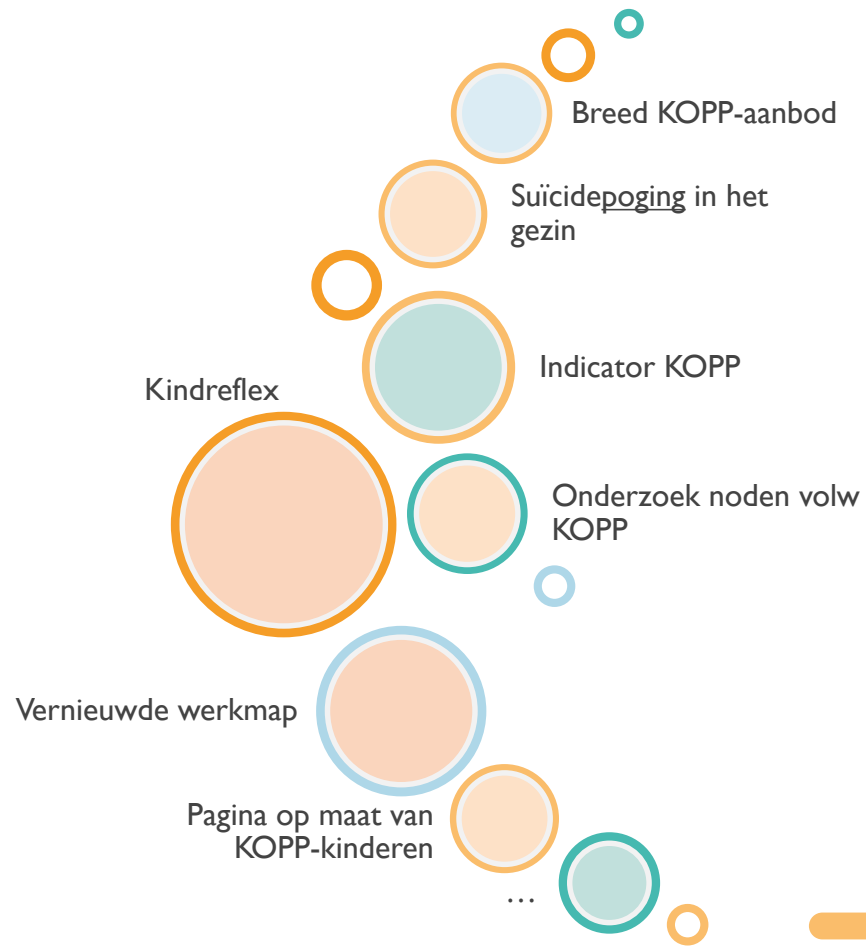 Breed KOPP-aanbod
Suïcidepoging in het
gezin
Indicator KOPP
Kindreflex
Onderzoek noden volw
KOPP
Vernieuwde werkmap
Pagina op maat van
KOPP-kinderen
...